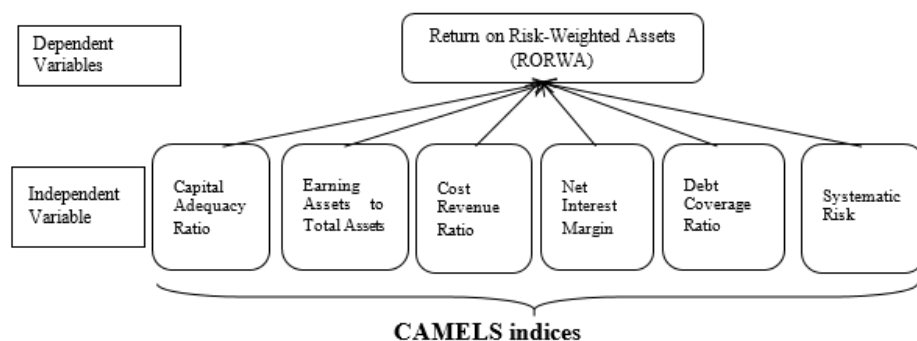 Dependent
Variables
Return on Risk-Weighted Assets
(RORWA)
Independent
Variable
Capital
Adequacy
Ratio
Earning
Assets to
Total Assets
Cost
Revenue
Ratio
Net
Interest
Margin
Debt
Coverage
Ratio
Systematic
Risk
CAMELS indices